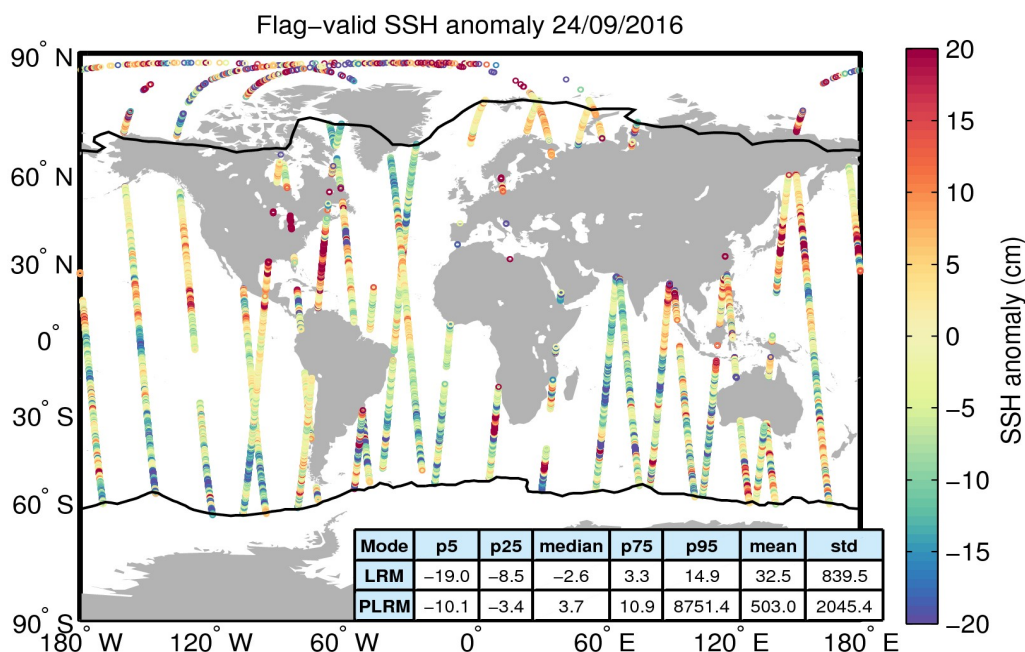 Flag−valid SSH anomaly 24/09/2016
90° N
60° N
30° N
0°
30° S
60° S
90° S
180° W
120° W
60° W
0°
60° E
120° E
180° E
20
15
10
5
0
−5
−10
−15
−20
SSH anomaly (cm)
Mode p5 p25 median p75 p95 mean std
LRM −19.0 −8.5 −2.6 3.3 14.9 32.5 839.5
PLRM −10.1 −3.4 3.7 10.9 8751.4 503.0 2045.4